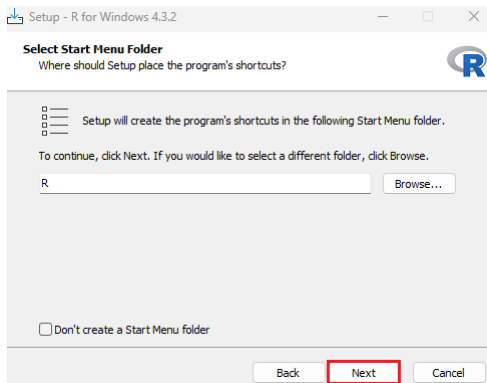 Setup - R for Windows 4.3.2
Select Start Menu Folder
Where should Setup place the program's shortcuts?
R
Setup will create the program's shortcuts in the following Start Menu folder.
To continue, click Next. If you would like to select a different folder, click Browse.
R
Browse...
Don't create a Start Menu folder
Back
Next
Cancel